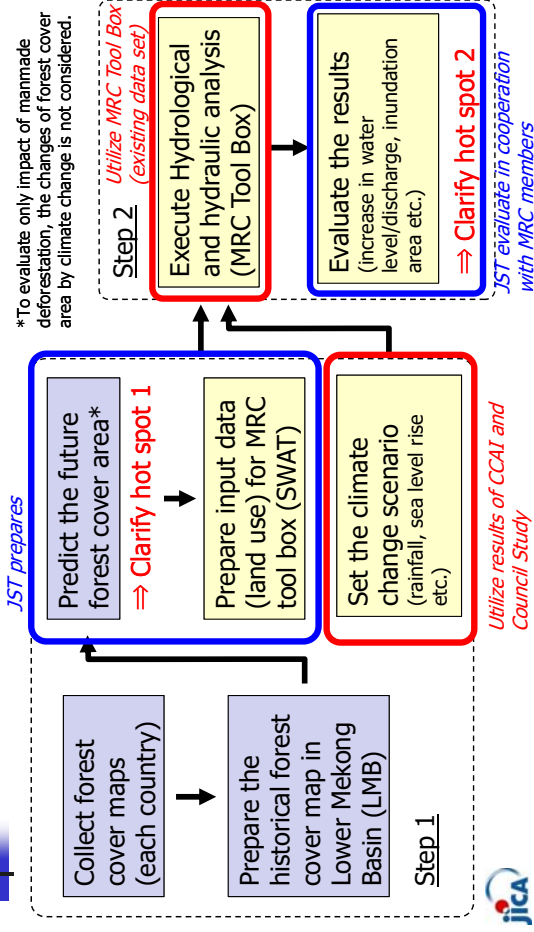 *To evaluate only impact of manmade
deforestation, the changes of forest cover
area by climate change is not considered.
JST prepares
Collect forest
cover maps
(each country)
Prepare the
historical forest
cover map in
Lower Mekong
Basin (LMB)
Step 1
Predict the future
forest cover area*
⇒ Clarify hot spot 1
Prepare input data
(land use) for MRC
tool box (SWAT)
Set the climate
change scenario
(rainfall, sea level rise
etc.)
Utilize results of CCAI and
Council Study
Step 2
Utilize MRC Tool Box
(existing data set)
Execute Hydrological
and hydraulic analysis
(MRC Tool Box)
Evaluate the results
(increase in water
level/discharge, inundation
area etc.)
⇒ Clarify hot spot 2
JST evaluate in cooperation
with MRC members
jica